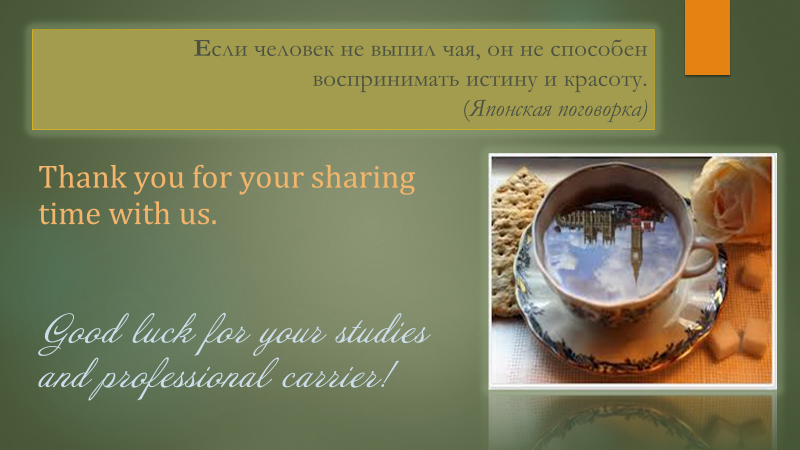 Если человек не выпил чая, он не способен
воспринимать истину и красоту.
(Японская поговорка)
Thank you for your sharing
time with us.
Good luck for your studies
and professional carrier!